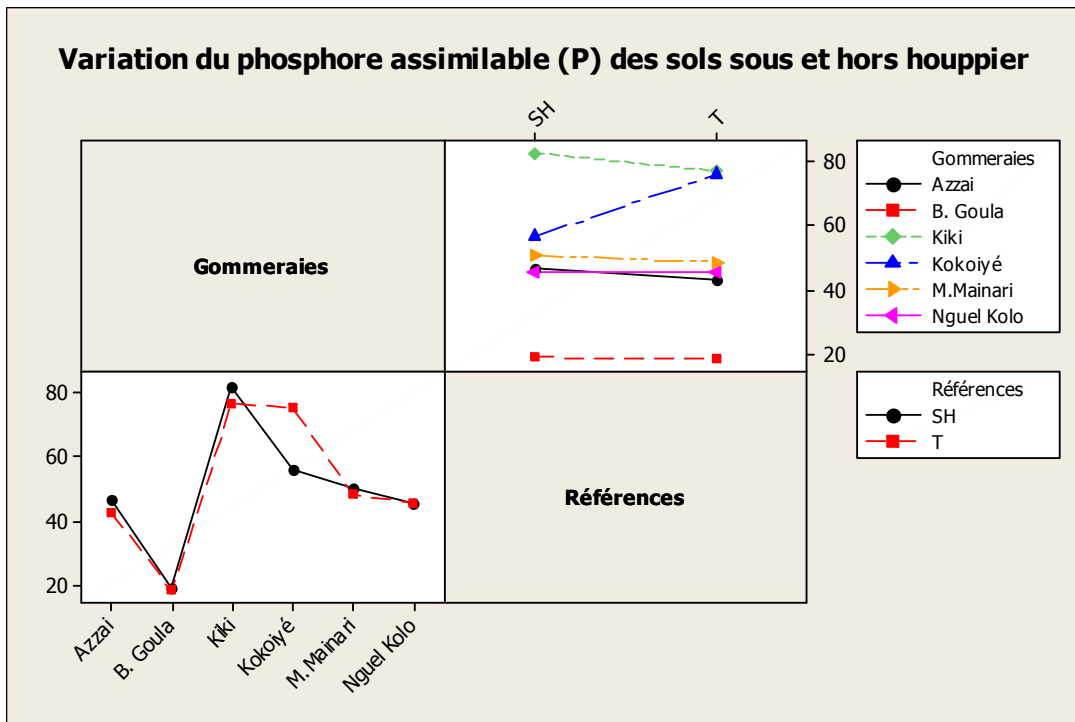 Variation du phosphore assimilable (P) des sols sous et hors houppier
SH
T
Gommeraies
80
60
40
20
Gommeraies
Azzai
B. Goula
Kiki
Kokoiyé
M.Mainari
Nguel Kolo
80
60
40
20
Azzai
B. Goula
Kiki
Kokoiyé
M. Mainari
Nguel Kolo
Références
Références
SH
T